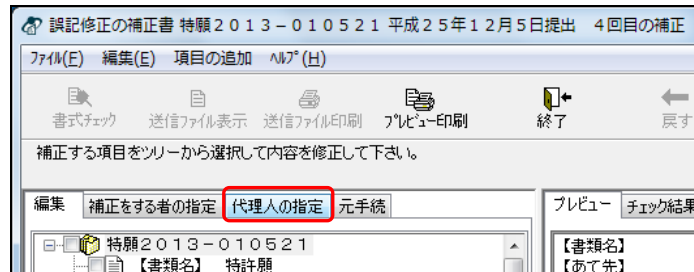 誤記修正の補正書 特願２０１３－０１０５２１ 平成２５年１２月５日提出　４回目の補正
ﾌｧｲﾙ(F)　編集(E)　項目の追加　ﾍﾙﾌﾟ(H)
書式ﾁｪｯｸ　送信ﾌｧｲﾙ表示　送信ﾌｧｲﾙ印刷　ﾌﾟﾚﾋﾞｭｰ印刷　終了　戻す
補正する項目をツリーから選択して内容を修正して下さい。
編集　補正をする者の指定　代理人の指定　元手続　プレビュー　チェック結果
特願２０１３－０１０５２１　【書類名】
【書類名】　特許願　【あて先】